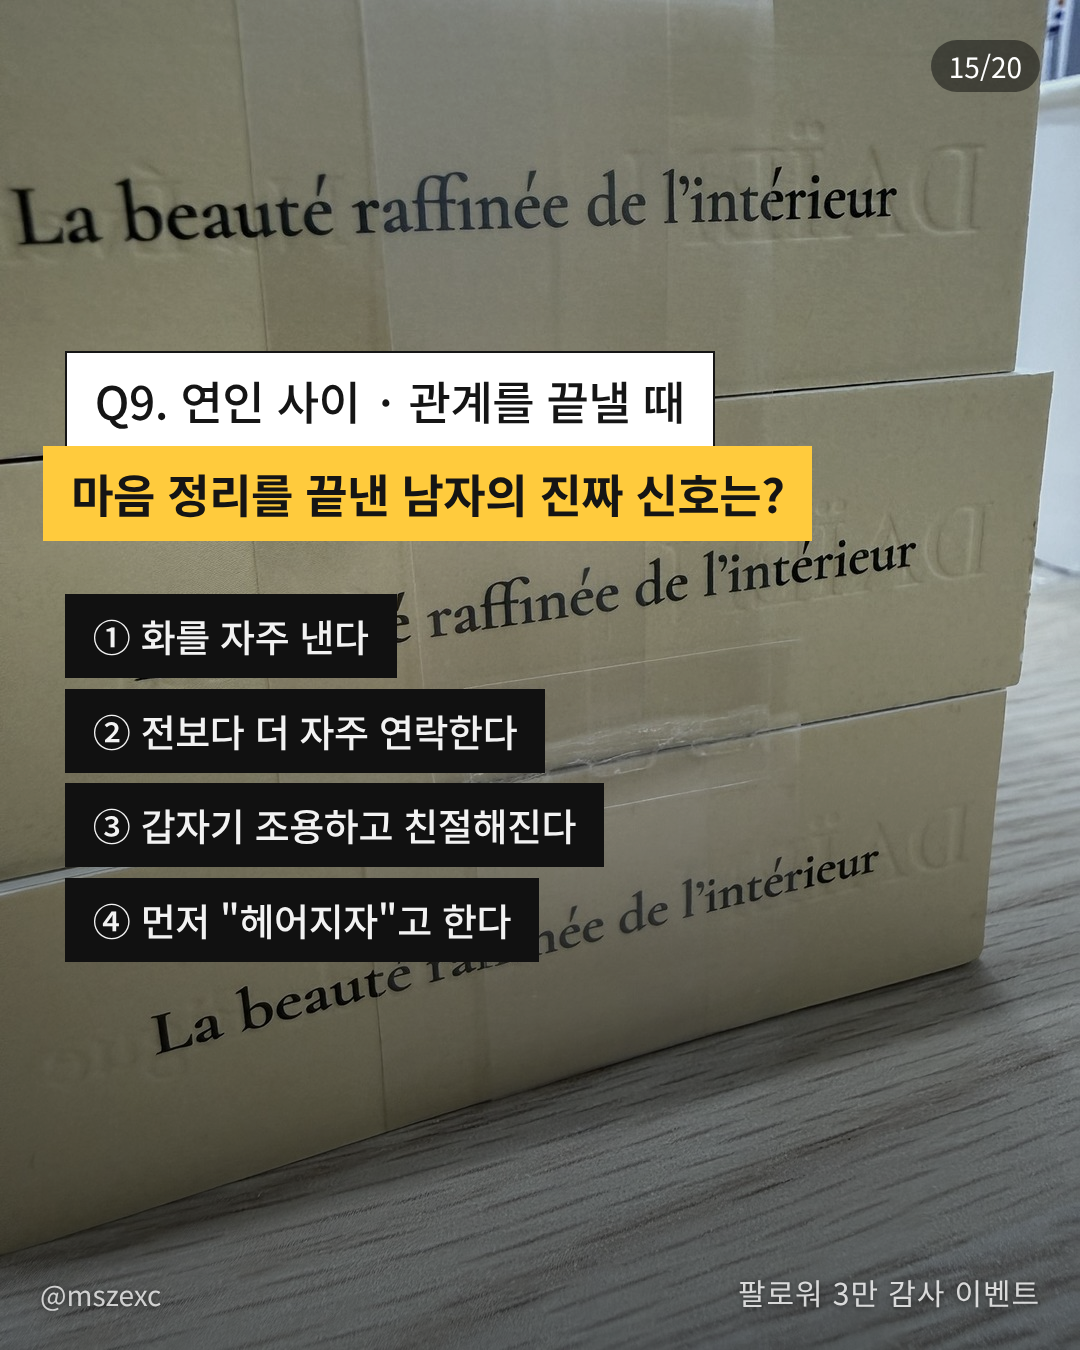 15/20
La beauté raffinée de l'intérieur
Q9. 연인 사이 · 관계를 끝낼 때
마음 정리를 끝낸 남자의 진짜 신호는?
é raffinée de l'intérieur
① 화를 자주 낸다
② 전보다 더 자주 연락한다
③ 갑자기 조용하고 친절해진다
④ 먼저 "헤어지자"고 한다
La beauté raffinée de l'intérieur
@mszexc
팔로워 3만 감사 이벤트